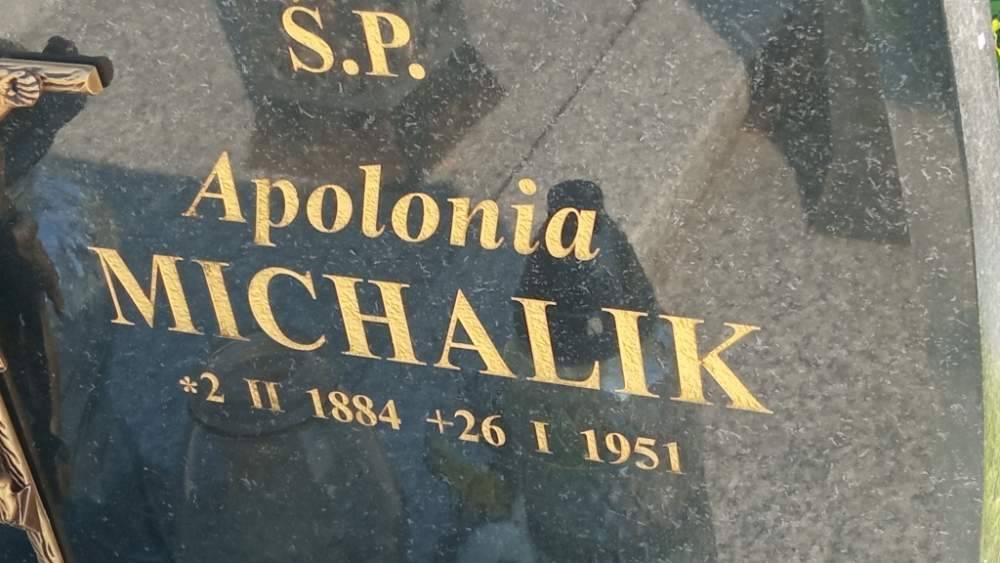 Ś.P.
Apolonia
MICHALIK
*2 II 1884 +26 I 1951